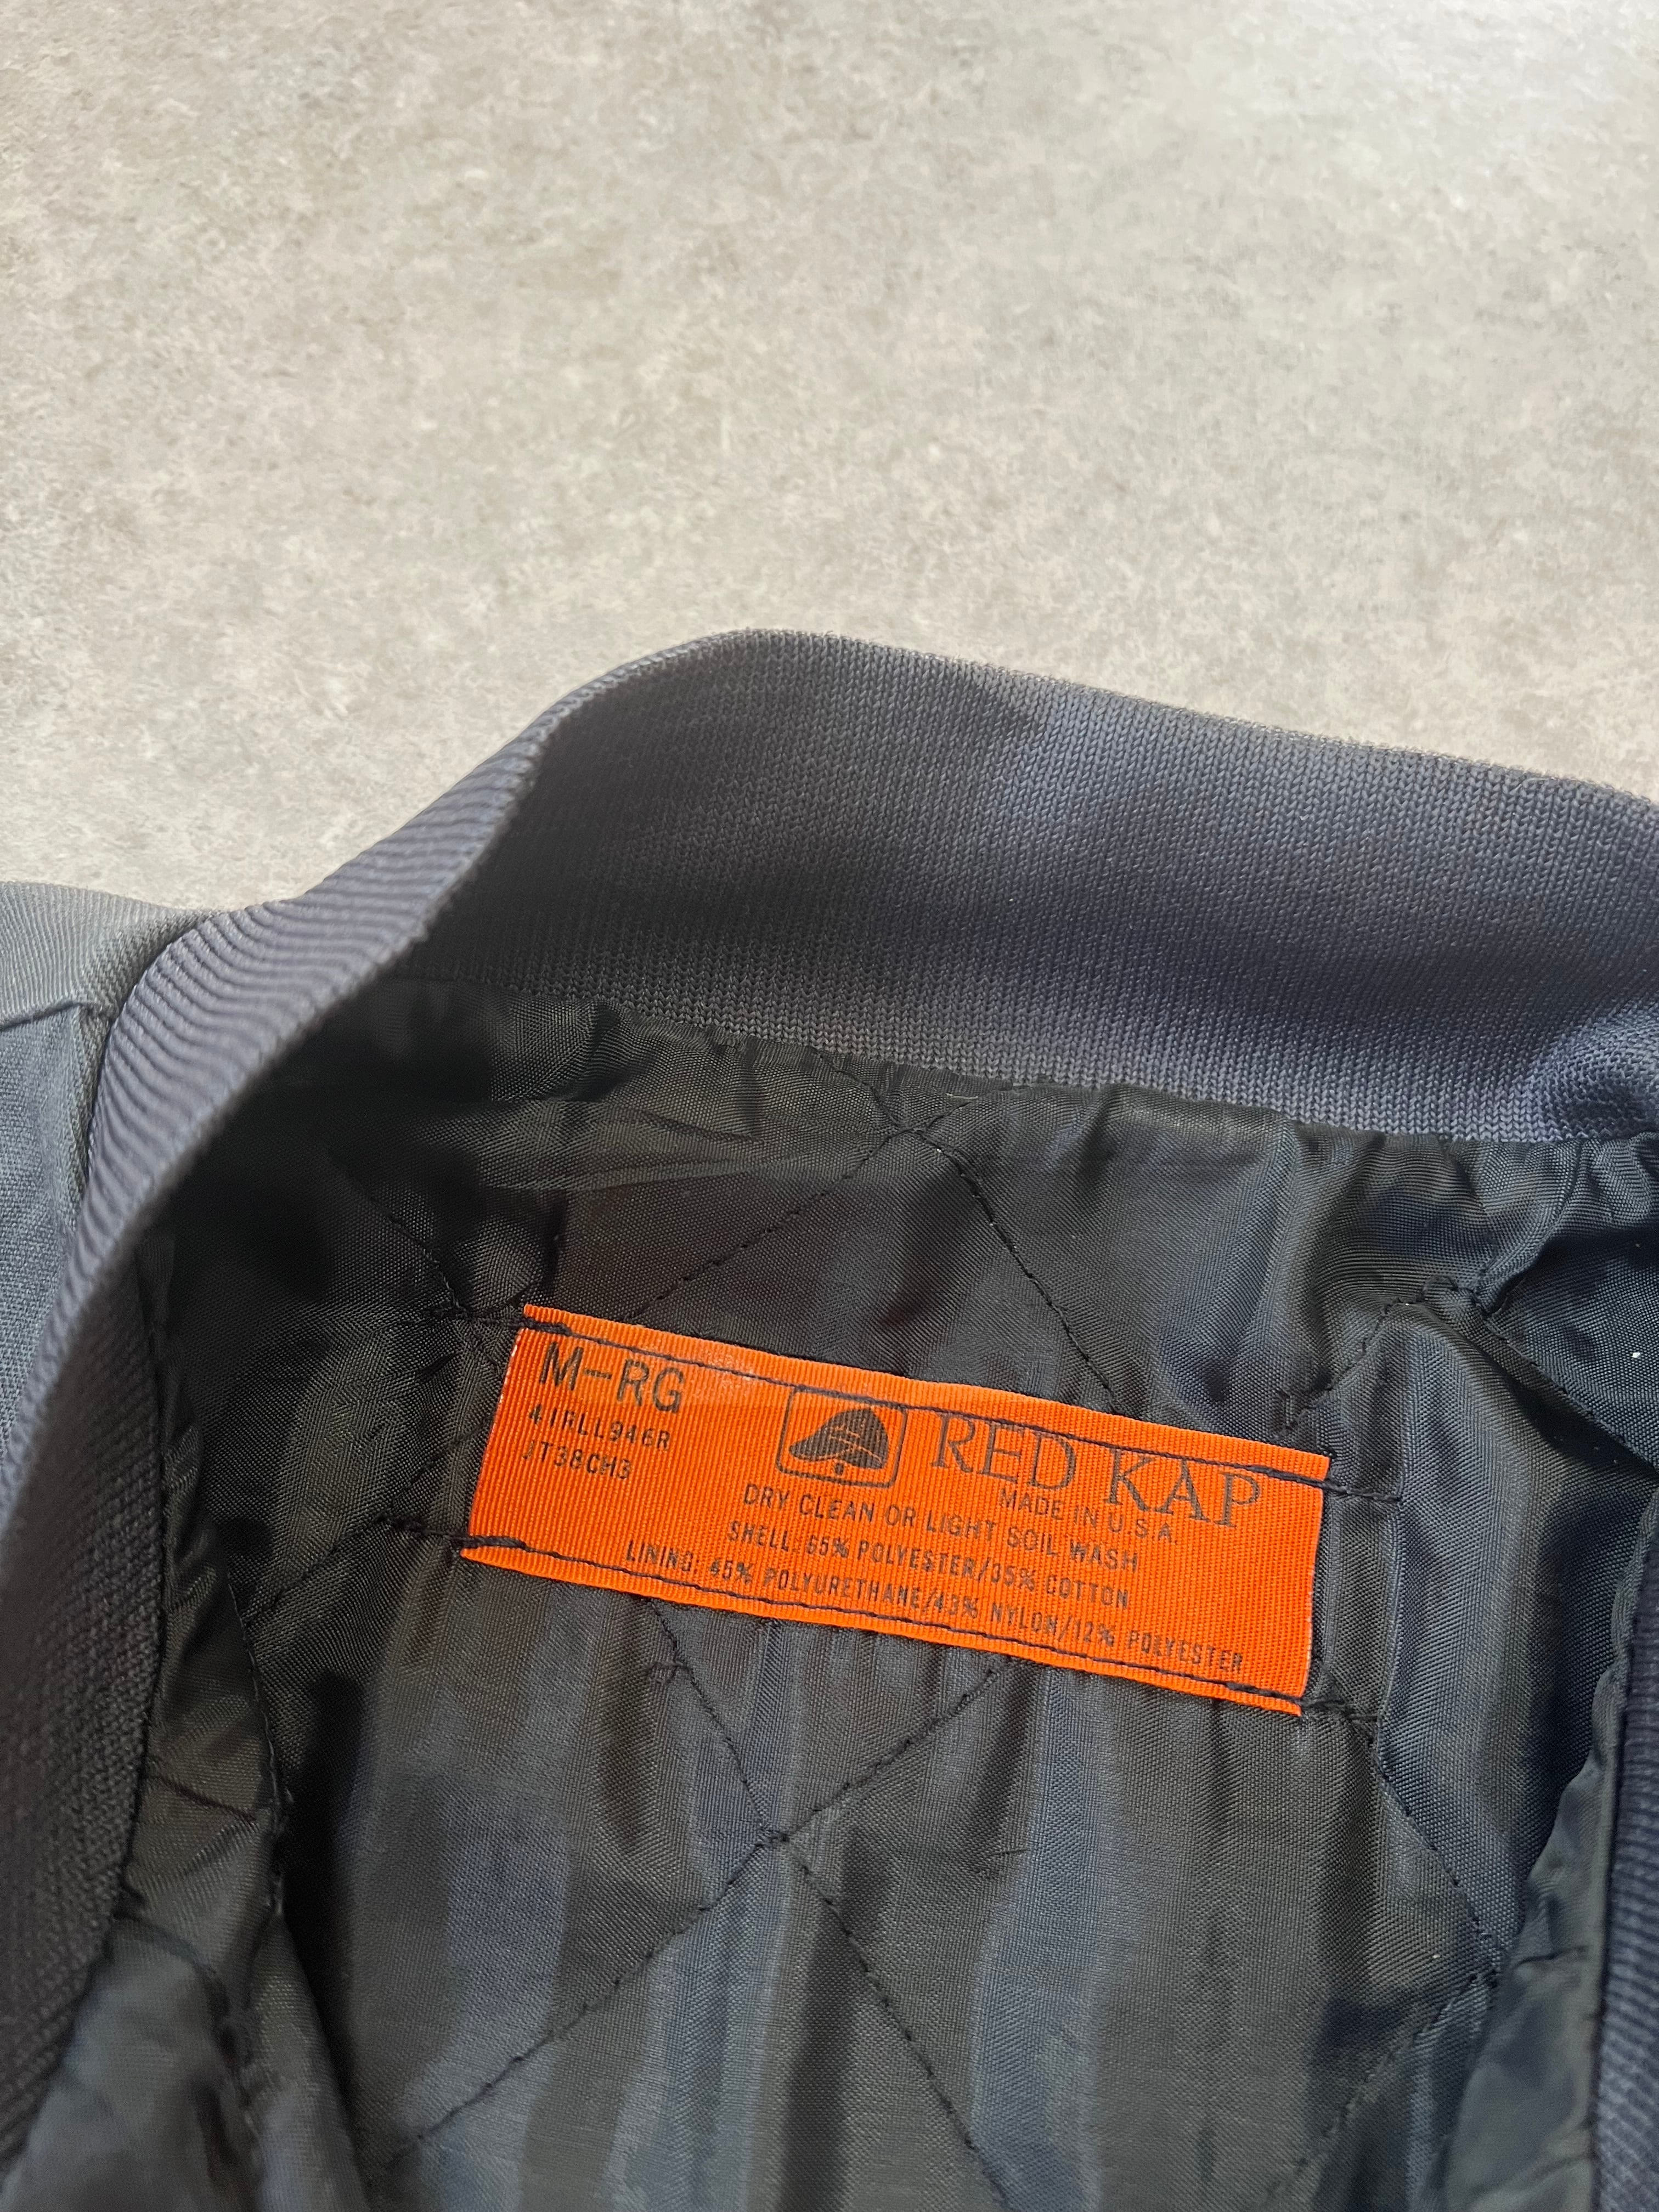 M-RG
41RLL946R
JT38CH3
RED KAP
MADE IN U.S.A.
DRY CLEAN OR LIGHT SOIL WASH
SHELL: 65% POLYESTER/35% COTTON
LINING: 45% POLYURETHANE/43% NYLON/12% POLYESTER